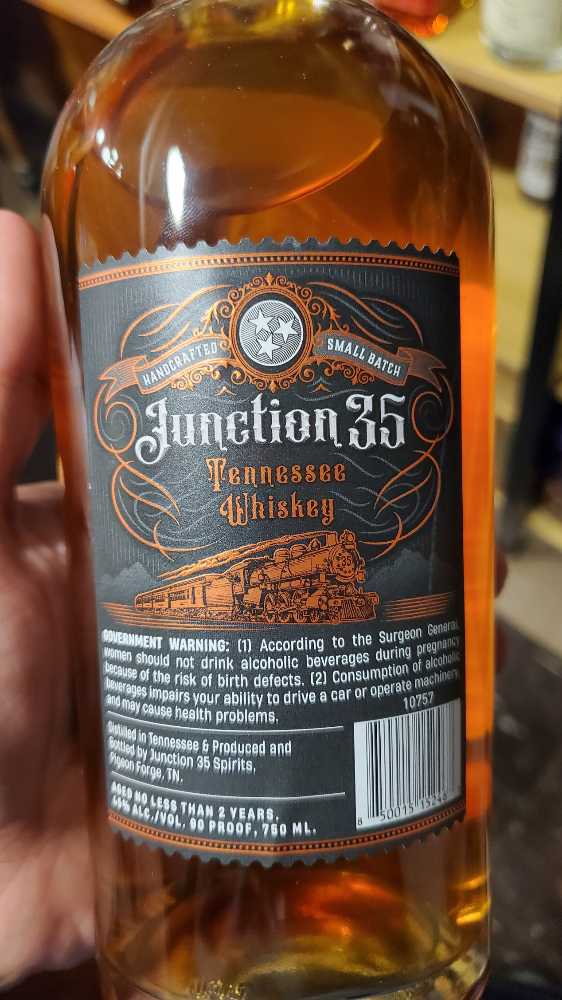 HANDCRAFTED
SMALL BATCH
Junction 35
Tennessee
Whiskey
GOVERNMENT WARNING: (1) According to the Surgeon General,
women should not drink alcoholic beverages during pregnancy
because of the risk of birth defects. (2) Consumption of alcoholic
beverages impairs your ability to drive a car or operate machinery,
and may cause health problems.
10757
Distilled in Tennessee & Produced and
Bottled by Junction 35 Spirits,
Pigeon Forge, TN.
AGED NO LESS THAN 2 YEARS.
45% ALC./VOL. 90 PROOF, 750 ML.
8 50015 15246